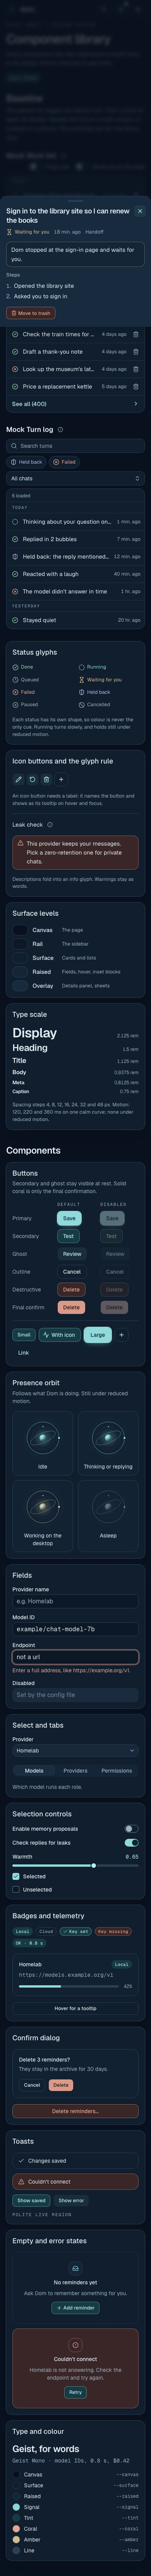 Component library
Baseline
Sign in to the library site so I can renew
the books
Waiting for you 18 min ago Handoff
Dom stopped at the sign-in page and waits for
you.
Steps
1. Opened the library site
2. Asked you to sign in
Move to trash
Check the train times for ... 4 days ago
Draft a thank-you note 4 days ago
Look up the museum's lat... 4 days ago
Price a replacement kettle 5 days ago
See all (400)
Mock Turn log
Search turns
Held back Failed
All chats
6 loaded
TODAY
Thinking about your question on... 1 min. ago
Replied in 2 bubbles 7 min. ago
Held back: the reply mentioned... 12 min. ago
Reacted with a laugh 40 min. ago
The model didn't answer in time 1 hr. ago
YESTERDAY
Stayed quiet 20 hr. ago
Status glyphs
Done Running
Queued Waiting for you
Failed Held back
Paused Cancelled
Each status has its own shape, so colour is never the
only cue. Running turns slowly, and holds still under
reduced motion.
Icon buttons and the glyph rule
An icon button needs a label: it names the button and
shows as its tooltip on hover and focus.
Leak check
This provider keeps your messages.
Pick a zero-retention one for private
chats.
Descriptions fold into an info glyph. Warnings stay as
words.
Surface levels
Canvas The page
Rail The sidebar
Surface Cards and lists
Raised Fields, hover, inset blocks
Overlay Details panel, sheets
Type scale
Display 2.125 rem
Heading 1.5 rem
Title 1.125 rem
Body 0.9375 rem
Meta 0.8125 rem
Caption 0.75 rem
Spacing steps 4, 8, 12, 16, 24, 32 and 48 px. Motion:
120, 220 and 360 ms on one calm curve; none under
reduced motion.
Components
Buttons
Secondary and ghost stay visible at rest. Solid
coral is only the final confirmation.
DEFAULT DISABLED
Primary Save Save
Secondary Test Test
Ghost Review Review
Outline Cancel Cancel
Destructive Delete Delete
Final confirm Delete Delete
Small With icon Large
Link
Presence orbit
Follows what Dom is doing. Still under reduced
motion.
Idle
Thinking or replying
Working on the
desktop
Asleep
Fields
Provider name
e.g. Homelab
Model ID
example/chat-model-7b
Endpoint
not a url
Enter a full address, like https://example.org/v1.
Disabled
Set by the config file
Select and tabs
Provider
Homelab
Models Providers Permissions
Which model runs each role.
Selection controls
Enable memory proposals
Check replies for leaks
Warmth 0.65
Selected
Unselected
Badges and telemetry
Local Cloud Key set Key missing
OK · 0.8 s
Homelab Local
https://models.example.org/v1
42%
Hover for a tooltip
Confirm dialog
Delete 3 reminders?
They stay in the archive for 30 days.
Cancel Delete
Delete reminders...
Toasts
Changes saved
Couldn't connect
Show saved Show error
POLITE LIVE REGION
Empty and error states
No reminders yet
Ask Dom to remember something for you.
Add reminder
Couldn't connect
Homelab is not answering. Check the
endpoint and try again.
Retry
Type and colour
Geist, for words
Geist Mono · model IDs, 0.8 s, $0.42
Canvas --canvas
Surface --surface
Raised --raised
Signal --signal
Tint --tint
Coral --coral
Amber --amber
Line --line